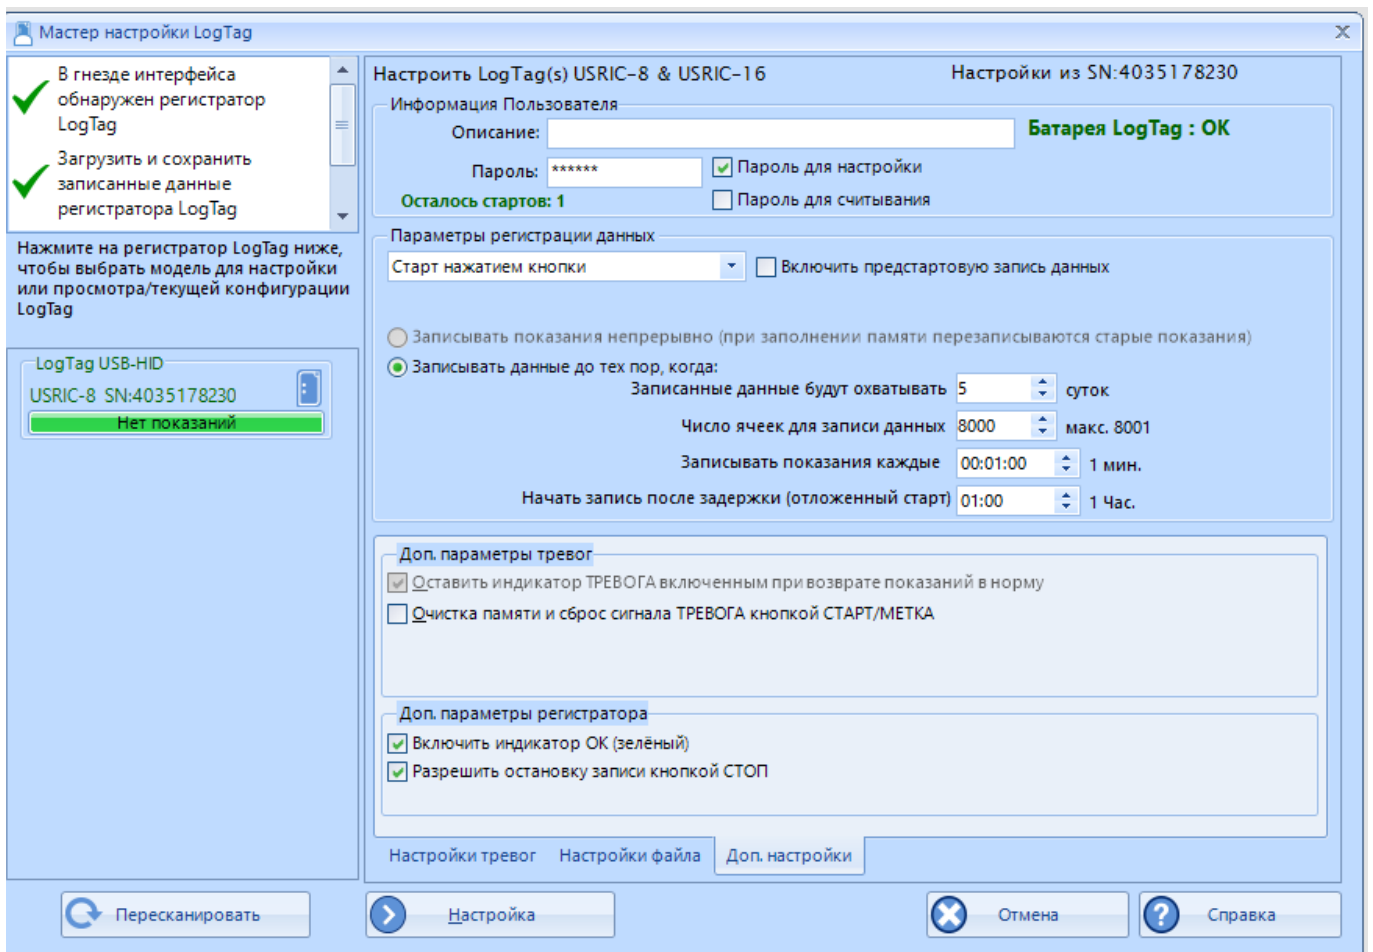 Мастер настройки LogTag
В гнезде интерфейса
обнаружен регистратор
LogTag
Загрузить и сохранить
записанные данные
регистратора LogTag
Нажмите на регистратор LogTag ниже,
чтобы выбрать модель для настройки
или просмотра/текущей конфигурации
LogTag
LogTag USB-HID
USRIC-8 SN:4035178230
Нет показаний
Настроить LogTag(s) USRIC-8 & USRIC-16
Настройки из SN:4035178230
Информация Пользователя
Описание:
Батарея LogTag : OK
Пароль: ******
Пароль для настройки
Осталось стартов: 1
Пароль для считывания
Параметры регистрации данных
Старт нажатием кнопки
Включить предстартовую запись данных
Записывать показания непрерывно (при заполнении памяти перезаписываются старые показания)
Записывать данные до тех пор, когда:
Записанные данные будут охватывать 5 суток
Число ячеек для записи данных 8000 макс. 8001
Записывать показания каждые 00:01:00 1 мин.
Начать запись после задержки (отложенный старт) 01:00 1 Час.
Доп. параметры тревог
Оставить индикатор ТРЕВОГА включенным при возврате показаний в норму
Очистка памяти и сброс сигнала ТРЕВОГА кнопкой СТАРТ/МЕТКА
Доп. параметры регистратора
Включить индикатор ОК (зелёный)
Разрешить остановку записи кнопкой СТОП
Настройки тревог Настройки файла Доп. настройки
Пересканировать Настройка Отмена Справка